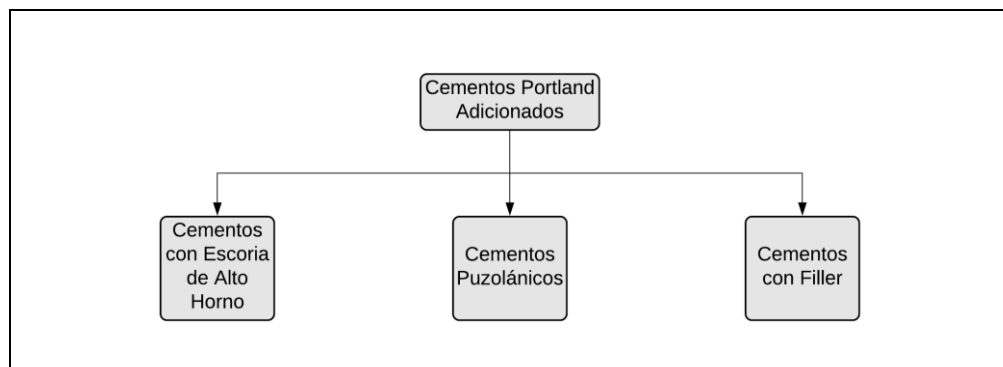 Cementos Portland
Adicionados
Cementos
con Escoria
de Alto
Horno
Cementos
Puzolánicos
Cementos
con Filler